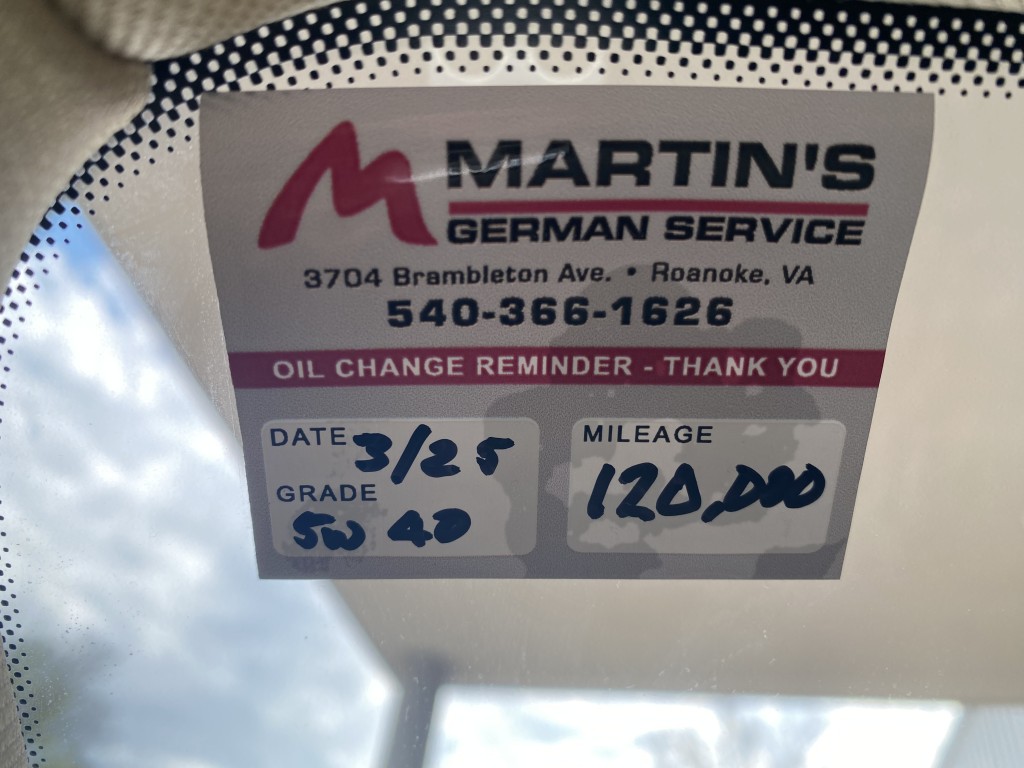 MARTIN'S
GERMAN SERVICE
3704 Brambleton Ave. • Roanoke, VA
540-366-1626
OIL CHANGE REMINDER - THANK YOU
DATE 3/25
GRADE
5W 40
MILEAGE
120,000